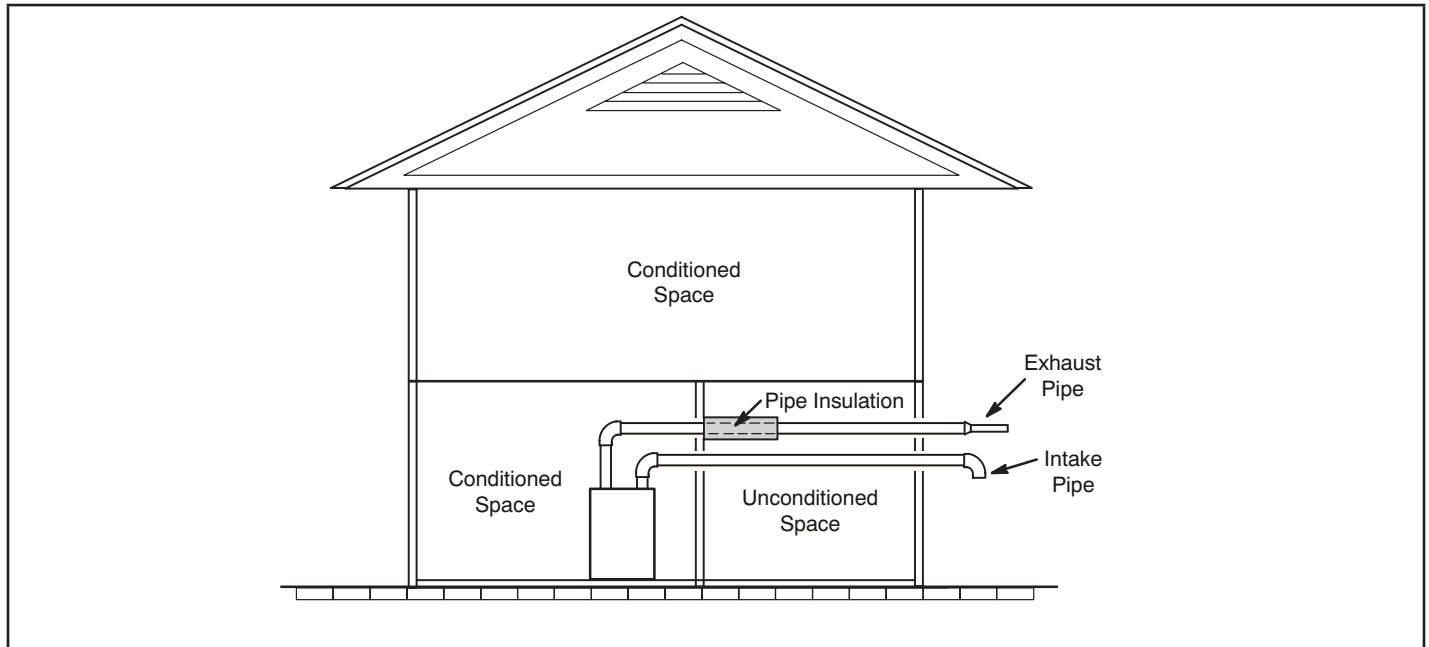 Conditioned
Space
Exhaust
Pipe
Pipe Insulation
Intake
Pipe
Conditioned
Space
Unconditioned
Space